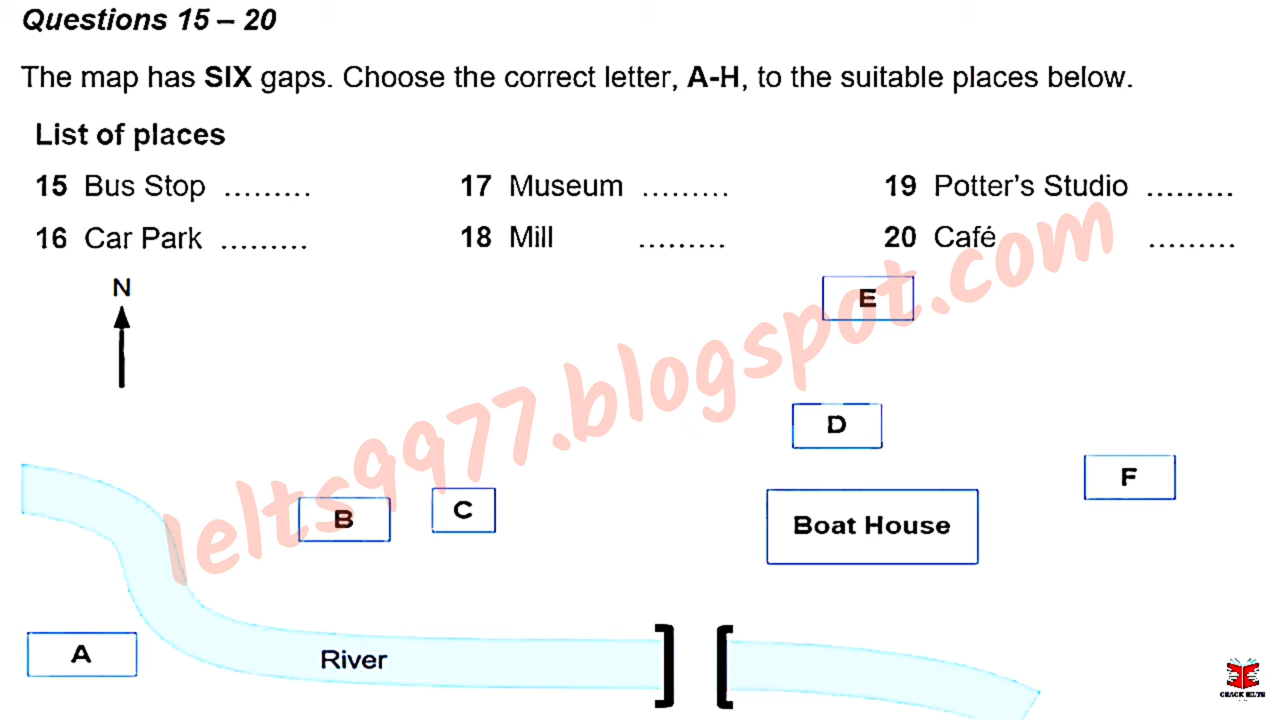 Questions 15 – 20
The map has SIX gaps. Choose the correct letter, A-H, to the suitable places below.
List of places
15 Bus Stop ......... 17 Museum ......... 19 Potter's Studio .........
16 Car Park ......... 18 Mill ......... 20 Café .........
N
E
Ielts9977.blogspot.com
D
F
B
C
Boat House
A
River
CRACK IELTS